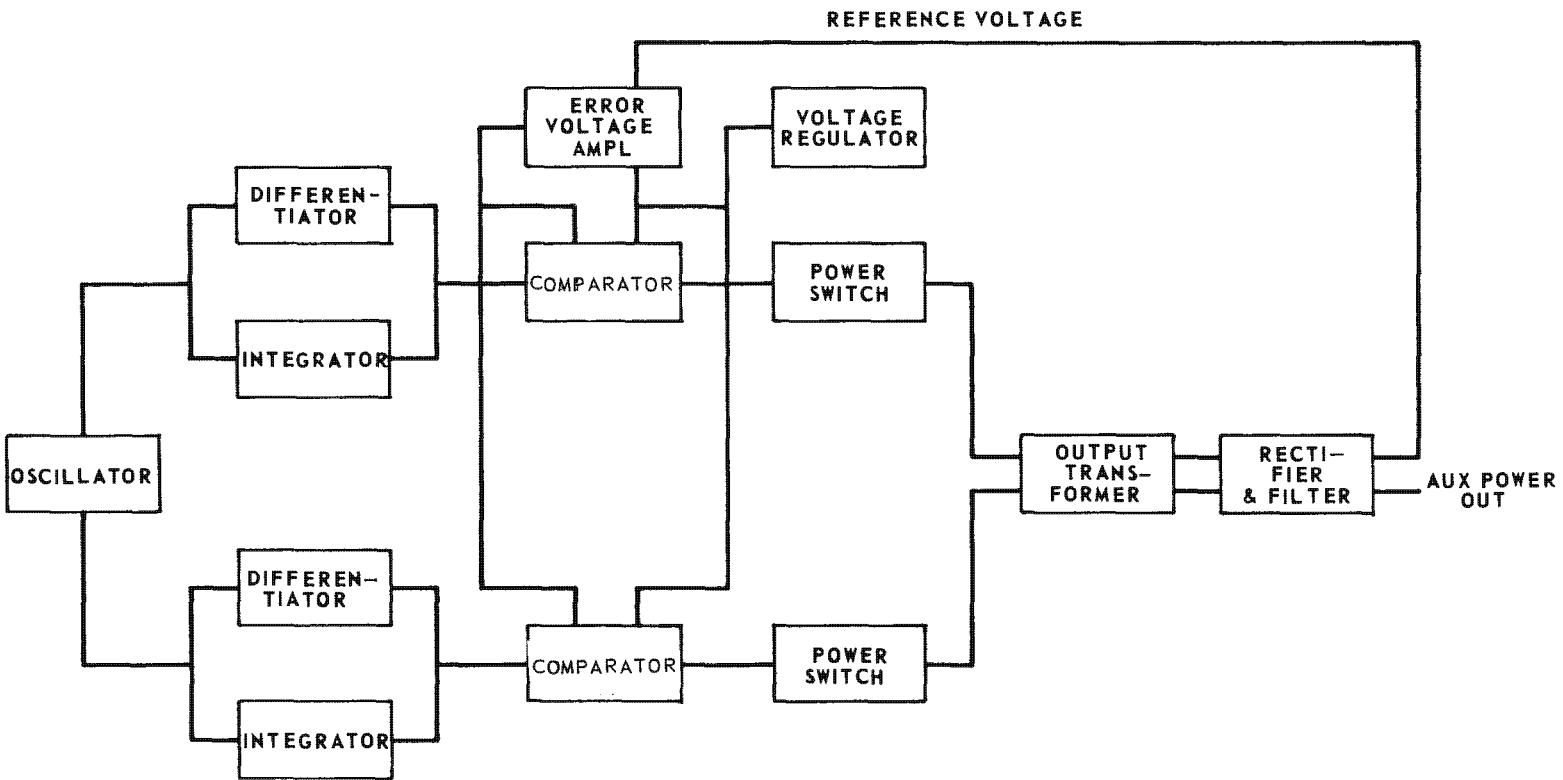 REFERENCE VOLTAGE
ERROR
VOLTAGE
AMPL
VOLTAGE
REGULATOR
DIFFEREN-
TIATOR
COMPARATOR
POWER
SWITCH
INTEGRATOR
OSCILLATOR
OUTPUT
TRANS-
FORMER
RECTI-
FIER
& FILTER
AUX POWER
OUT
DIFFEREN-
TIATOR
COMPARATOR
POWER
SWITCH
INTEGRATOR